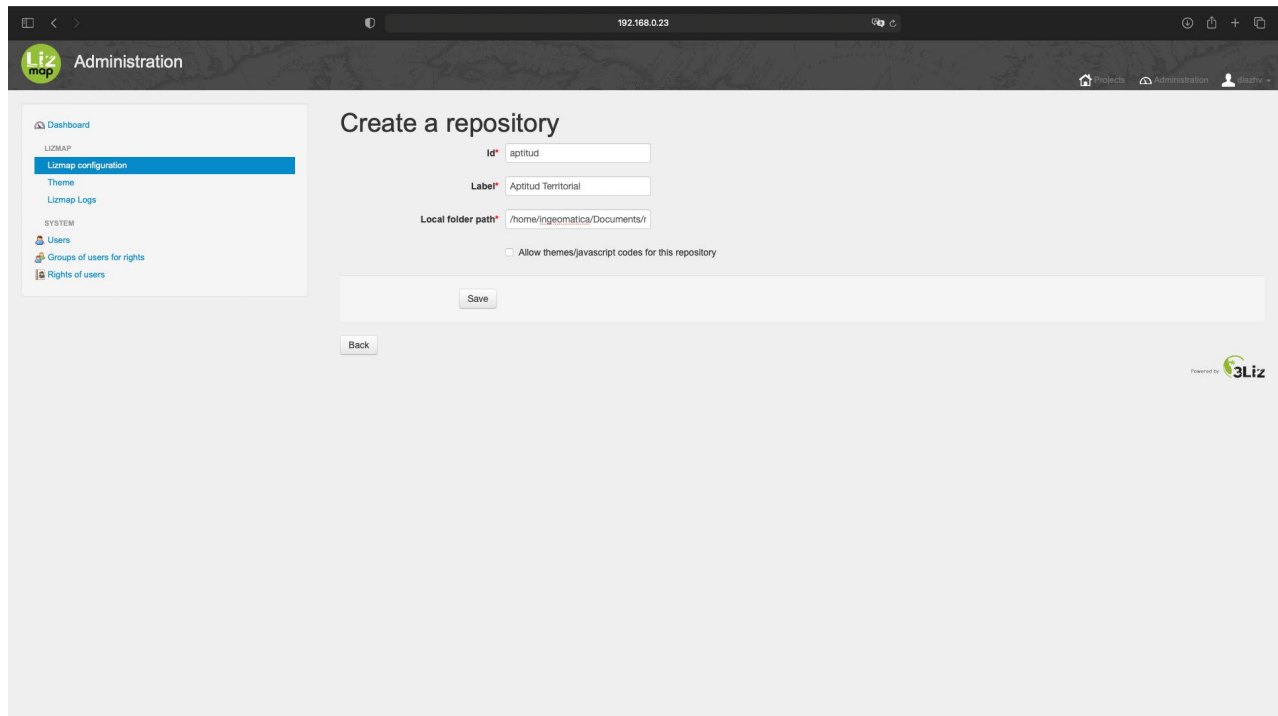 192.168.0.23
Liz
map
Administration
Projects Administration diazhv
Dashboard
LIZMAP
Lizmap configuration
Theme
Lizmap Logs
SYSTEM
Users
Groups of users for rights
Rights of users
Create a repository
Id* aptitud
Label* Aptitud Territorial
Local folder path* /home/ingeomatica/Documents/r
Allow themes/javascript codes for this repository
Save
Back
Powered by 3Liz